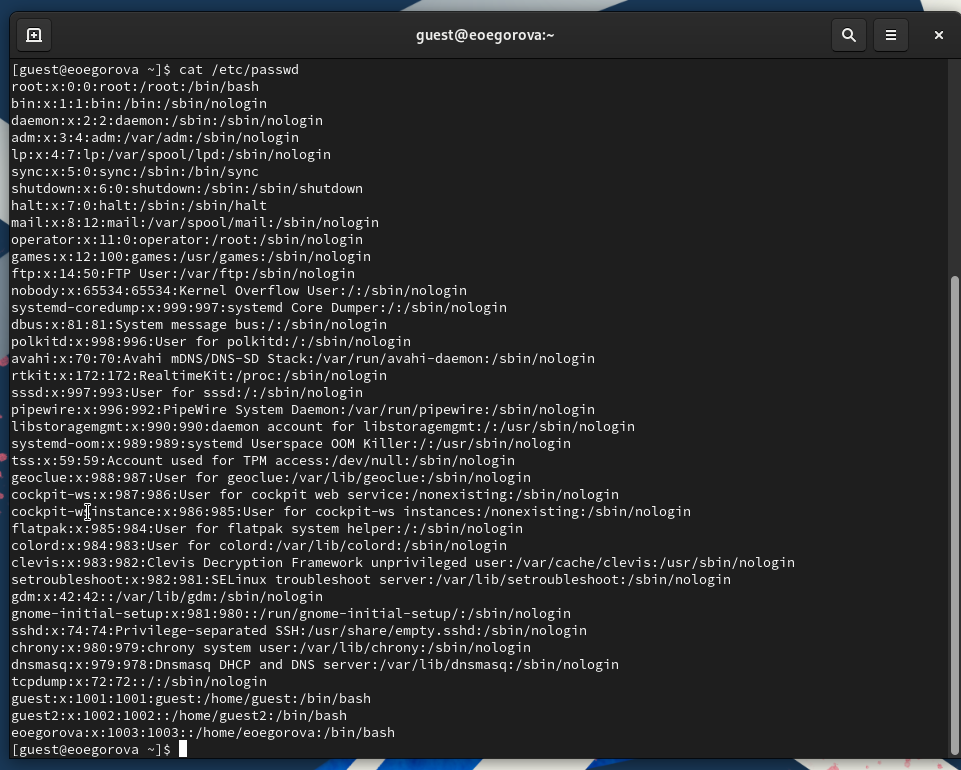 guest@eoegorova:~
[guest@eoegorova ~]$ cat /etc/passwd
root:x:0:0:root:/root:/bin/bash
bin:x:1:1:bin:/bin:/sbin/nologin
daemon:x:2:2:daemon:/sbin:/sbin/nologin
adm:x:3:4:adm:/var/adm:/sbin/nologin
lp:x:4:7:lp:/var/spool/lpd:/sbin/nologin
sync:x:5:0:sync:/sbin:/bin/sync
shutdown:x:6:0:shutdown:/sbin:/sbin/shutdown
halt:x:7:0:halt:/sbin:/sbin/halt
mail:x:8:12:mail:/var/spool/mail:/sbin/nologin
operator:x:11:0:operator:/root:/sbin/nologin
games:x:12:100:games:/usr/games:/sbin/nologin
ftp:x:14:50:FTP User:/var/ftp:/sbin/nologin
nobody:x:65534:65534:Kernel Overflow User:/:/sbin/nologin
systemd-coredump:x:999:997:systemd Core Dumper:/:/sbin/nologin
dbus:x:81:81:System message bus:/:/sbin/nologin
polkitd:x:998:996:User for polkitd:/:/sbin/nologin
avahi:x:70:70:Avahi mDNS/DNS-SD Stack:/var/run/avahi-daemon:/sbin/nologin
rtkit:x:172:172:RealtimeKit:/proc:/sbin/nologin
sssd:x:997:993:User for sssd:/:/sbin/nologin
pipewire:x:996:992:PipeWire System Daemon:/var/run/pipewire:/sbin/nologin
libstoragemgmt:x:990:990:daemon account for libstoragemgmt:/:/usr/sbin/nologin
systemd-oom:x:989:989:systemd Userspace OOM Killer:/:/usr/sbin/nologin
tss:x:59:59:Account used for TPM access:/dev/null:/sbin/nologin
geoclue:x:988:987:User for geoclue:/var/lib/geoclue:/sbin/nologin
cockpit-ws:x:987:986:User for cockpit web service:/nonexisting:/sbin/nologin
cockpit-wsinstance:x:986:985:User for cockpit-ws instances:/nonexisting:/sbin/nologin
flatpak:x:985:984:User for flatpak system helper:/:/sbin/nologin
colord:x:984:983:User for colord:/var/lib/colord:/sbin/nologin
clevis:x:983:982:Clevis Decryption Framework unprivileged user:/var/cache/clevis:/usr/sbin/nologin
setroubleshoot:x:982:981:SELinux troubleshoot server:/var/lib/setroubleshoot:/sbin/nologin
gdm:x:42:42::/var/lib/gdm:/sbin/nologin
gnome-initial-setup:x:981:980::/run/gnome-initial-setup/:/sbin/nologin
sshd:x:74:74:Privilege-separated SSH:/usr/share/empty.sshd:/sbin/nologin
chrony:x:980:979:chrony system user:/var/lib/chrony:/sbin/nologin
dnsmasq:x:979:978:Dnsmasq DHCP and DNS server:/var/lib/dnsmasq:/sbin/nologin
tcpdump:x:72:72::/:/sbin/nologin
guest:x:1001:1001:guest:/home/guest:/bin/bash
guest2:x:1002:1002::/home/guest2:/bin/bash
eoegorova:x:1003:1003::/home/eoegorova:/bin/bash
[guest@eoegorova ~]$